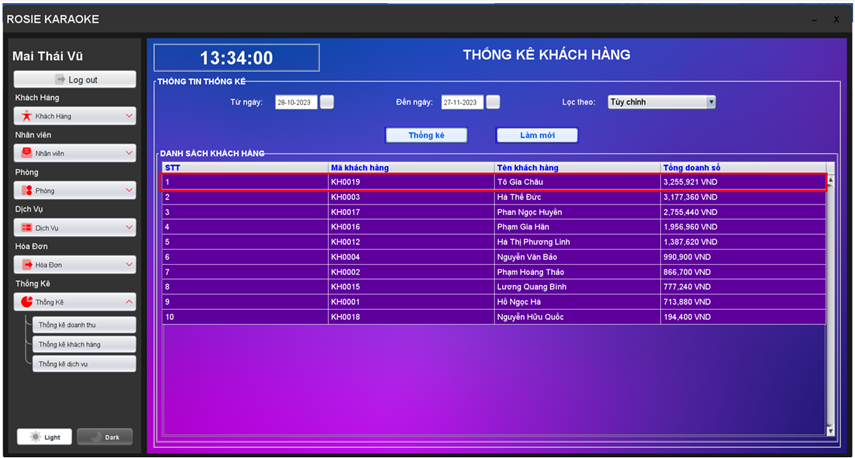 ROSIE KARAOKE
– X
Mai Thái Vũ
Log out
Khách Hàng
Khách Hàng
Nhân viên
Nhân viên
Phòng
Phòng
Dịch Vụ
Dịch Vụ
Hóa Đơn
Hóa Đơn
Thống Kê
Thống Kê
Thống kê doanh thu
Thống kê khách hàng
Thống kê dịch vụ
Light Dark
13:34:00
THỐNG KÊ KHÁCH HÀNG
THÔNG TIN THỐNG KÊ
Từ ngày: 28-10-2023 Đến ngày: 27-11-2023 Lọc theo: Tùy chỉnh
Thống kê Làm mới
DANH SÁCH KHÁCH HÀNG
STT Mã khách hàng Tên khách hàng Tổng doanh số
1 KH0019 Tô Gia Châu 3,255,921 VND
2 KH0003 Hà Thế Đức 3,177,360 VND
3 KH0017 Phan Ngọc Huyền 2,755,440 VND
4 KH0016 Phạm Gia Hân 1,956,960 VND
5 KH0012 Hà Thị Phương Linh 1,387,620 VND
6 KH0004 Nguyễn Văn Bảo 990,900 VND
7 KH0002 Phạm Hoàng Thảo 866,700 VND
8 KH0015 Lương Quang Bình 777,240 VND
9 KH0001 Hồ Ngọc Hà 713,880 VND
10 KH0018 Nguyễn Hữu Quốc 194,400 VND